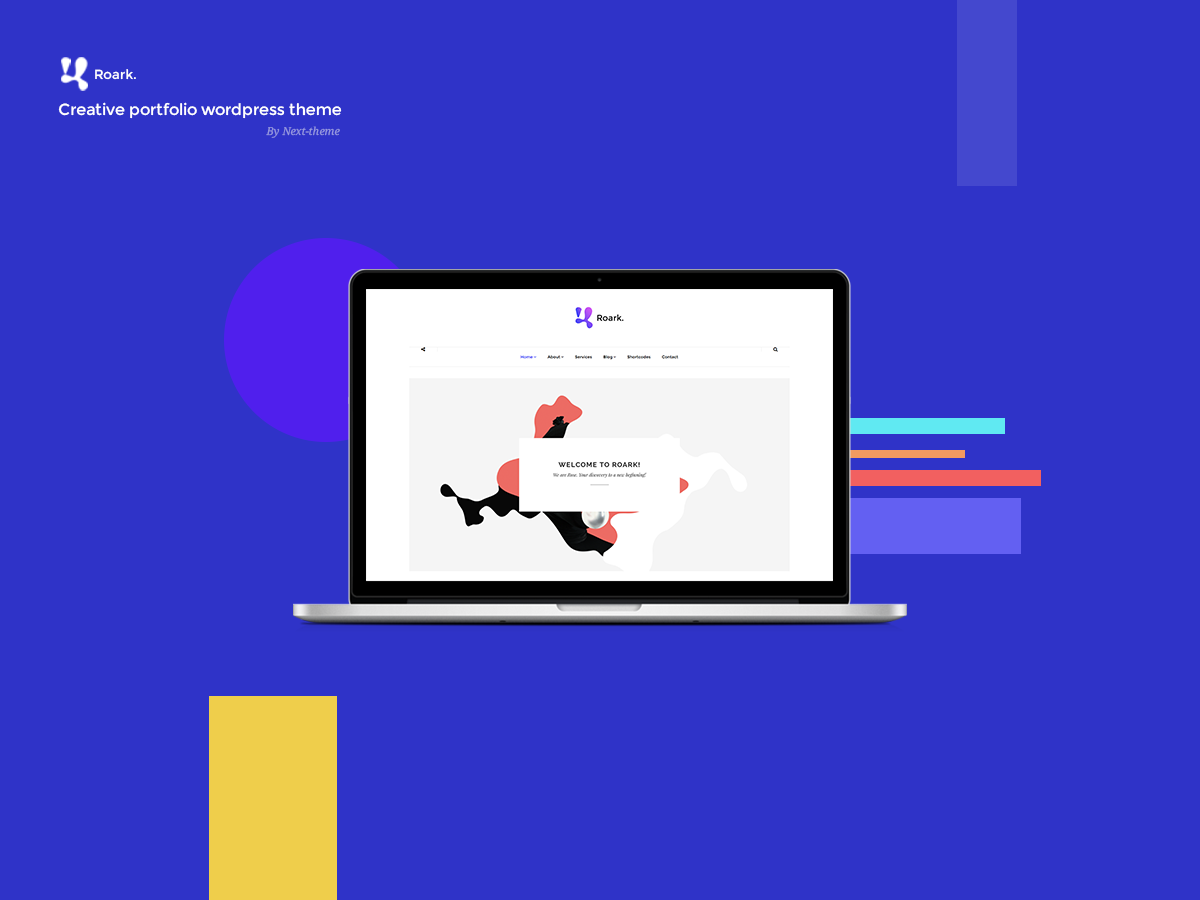 Roark.
Creative portfolio wordpress theme
By Next-theme
Roark.
Home About Services Blog Shortcodes Contact
WELCOME TO ROARK!
We are Now. Your discovery to a new beginning!